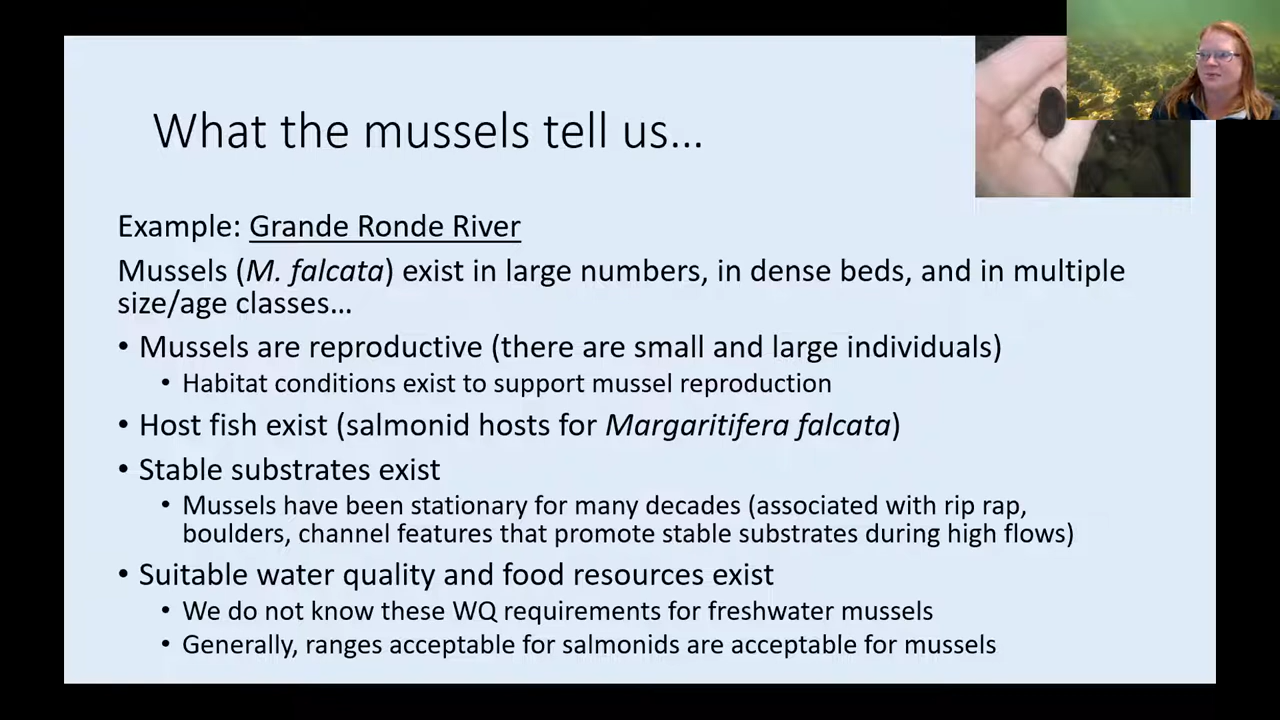 What the mussels tell us...
Example: Grande Ronde River
Mussels (M. falcata) exist in large numbers, in dense beds, and in multiple
size/age classes...
• Mussels are reproductive (there are small and large individuals)
• Habitat conditions exist to support mussel reproduction
• Host fish exist (salmonid hosts for Margaritifera falcata)
• Stable substrates exist
• Mussels have been stationary for many decades (associated with rip rap,
boulders, channel features that promote stable substrates during high flows)
• Suitable water quality and food resources exist
• We do not know these WQ requirements for freshwater mussels
• Generally, ranges acceptable for salmonids are acceptable for mussels